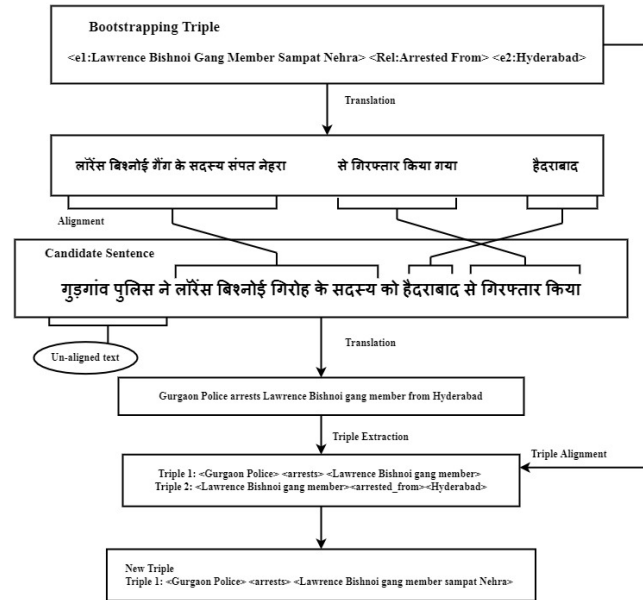 Bootstrapping Triple
<e1:Lawrence Bishnoi Gang Member Sampat Nehra> <Rel:Arrested From> <e2:Hyderabad>
Translation
लॉरेंस बिश्नोई गैंग के सदस्य संपत नेहरा से गिरफ्तार किया गया हैदराबाद
Alignment
Candidate Sentence
गुड़गांव पुलिस ने लॉरेंस बिश्नोई गिरोह के सदस्य को हैदराबाद से गिरफ्तार किया
Un-aligned text
Translation
Gurgaon Police arrests Lawrence Bishnoi gang member from Hyderabad
Triple Extraction
Triple Alignment
Triple 1: <Gurgaon Police> <arrests> <Lawrence Bishnoi gang member>
Triple 2: <Lawrence Bishnoi gang member><arrested_from><Hyderabad>
New Triple
Triple 1: <Gurgaon Police> <arrests> <Lawrence Bishnoi gang member sampat Nehra>